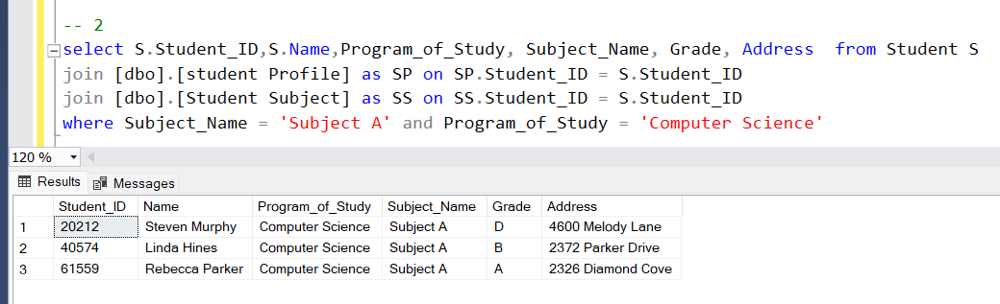 -- 2
select S.Student_ID,S.Name,Program_of_Study, Subject_Name, Grade, Address  from Student S
join [dbo].[student Profile] as SP on SP.Student_ID = S.Student_ID
join [dbo].[Student Subject] as SS on SS.Student_ID = S.Student_ID
where Subject_Name = 'Subject A' and Program_of_Study = 'Computer Science'
120 %
Results Messages
Student_ID Name Program_of_Study Subject_Name Grade Address
1 20212 Steven Murphy Computer Science Subject A D 4600 Melody Lane
2 40574 Linda Hines Computer Science Subject A B 2372 Parker Drive
3 61559 Rebecca Parker Computer Science Subject A A 2326 Diamond Cove